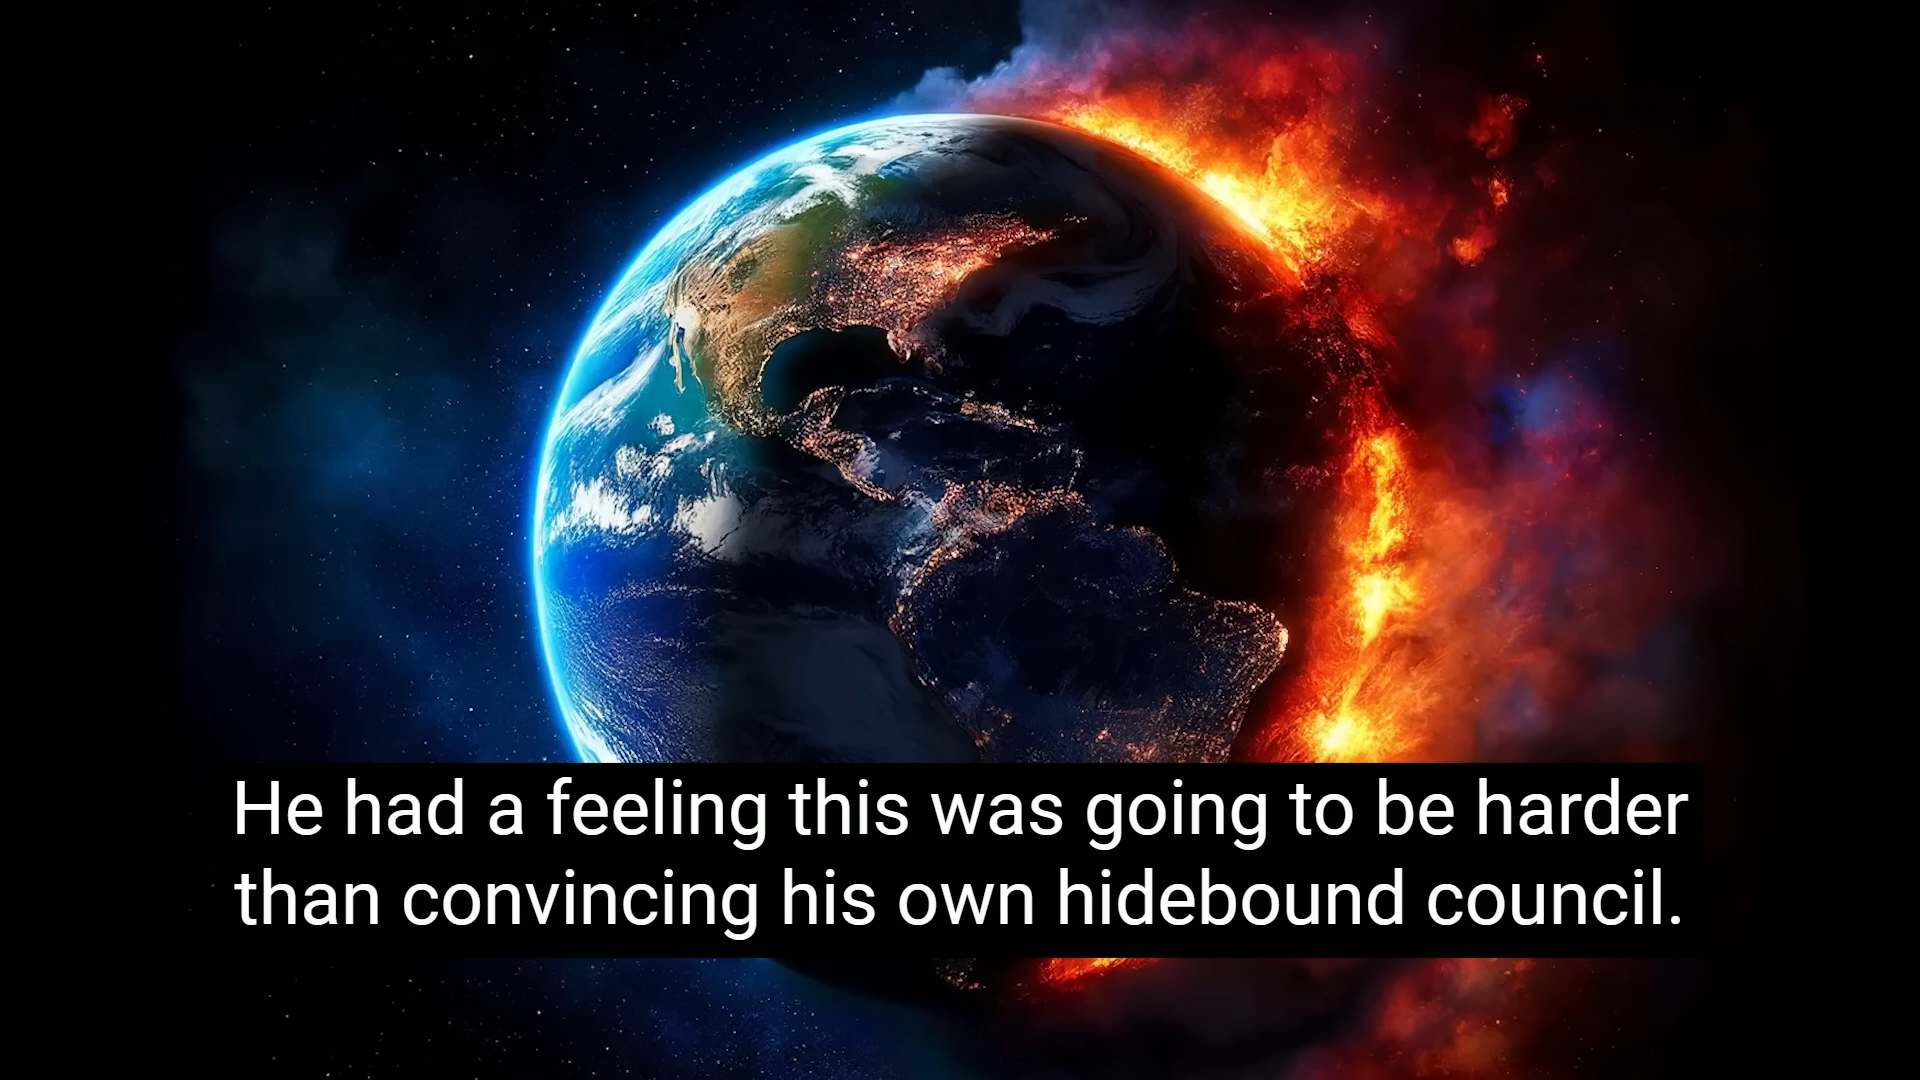 He had a feeling this was going to be harder
than convincing his own hidebound council.